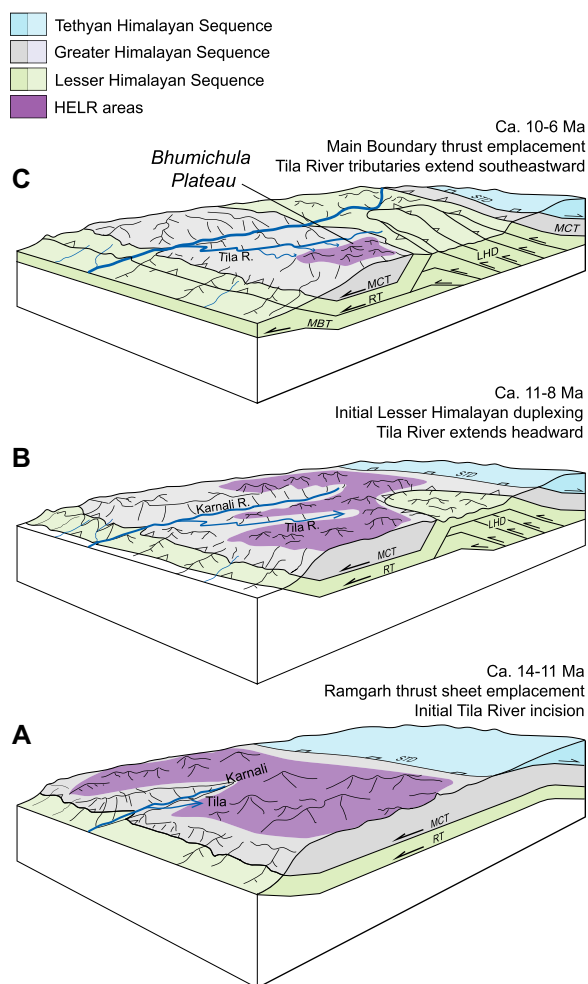 Tethyan Himalayan Sequence
Greater Himalayan Sequence
Lesser Himalayan Sequence
HELR areas
Ca. 10-6 Ma
Main Boundary thrust emplacement
Tila River tributaries extend southeastward
C
Bhumichula
Plateau
STD
MCT
Tila R.
LHD
MCT
RT
MBT
Ca. 11-8 Ma
Initial Lesser Himalayan duplexing
Tila River extends headward
B
STD
Karnali R.
Tila R.
LHD
MCT
RT
Ca. 14-11 Ma
Ramgarh thrust sheet emplacement
Initial Tila River incision
A
STD
Karnali
Tila
MCT
RT